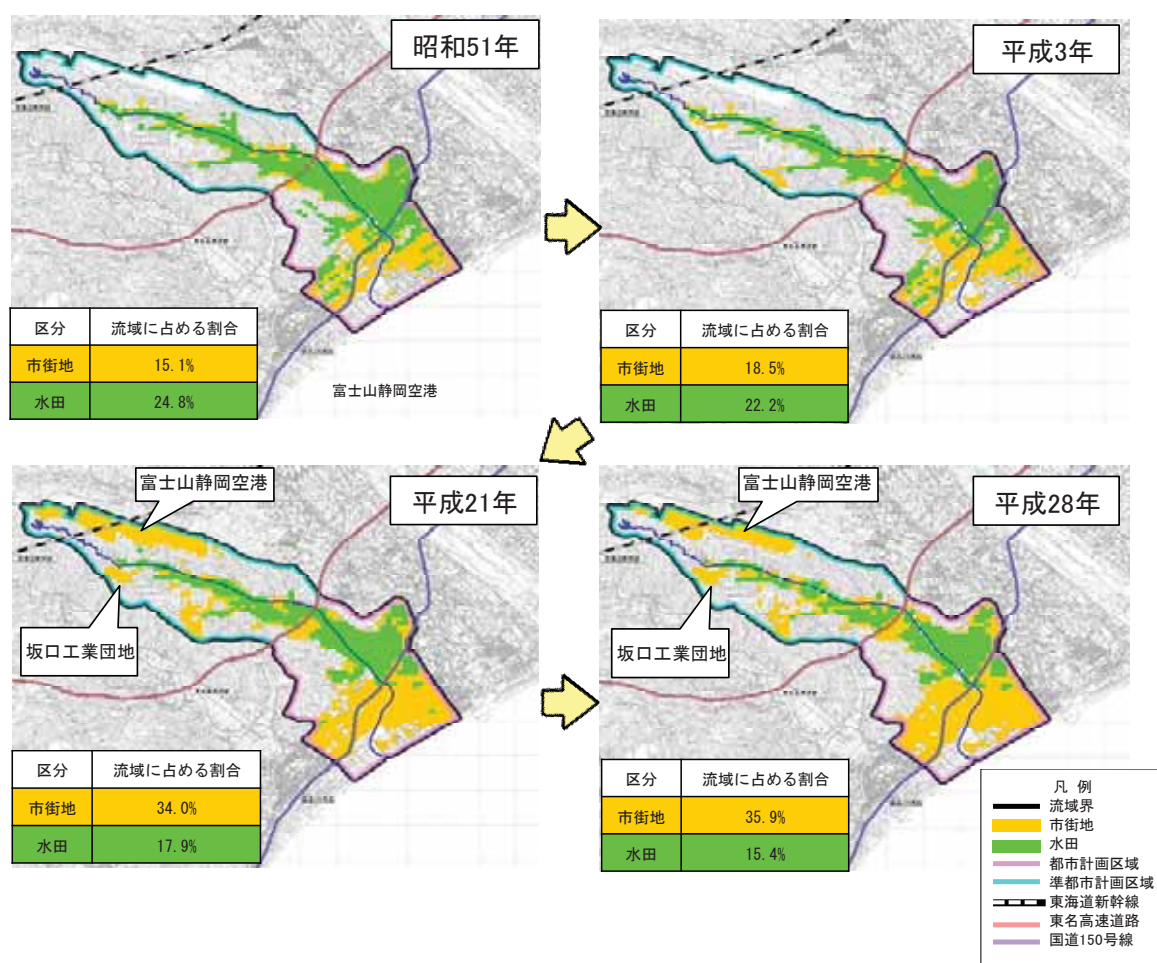 昭和51年
区分 流域に占める割合
市街地 15.1%
水田 24.8%
富士山静岡空港
平成3年
区分 流域に占める割合
市街地 18.5%
水田 22.2%
富士山静岡空港
平成21年
坂口工業団地
区分 流域に占める割合
市街地 34.0%
水田 17.9%
富士山静岡空港
平成28年
坂口工業団地
区分 流域に占める割合
市街地 35.9%
水田 15.4%
凡 例
流域界
市街地
水田
都市計画区域
準都市計画区域
東海道新幹線
東名高速道路
国道150号線